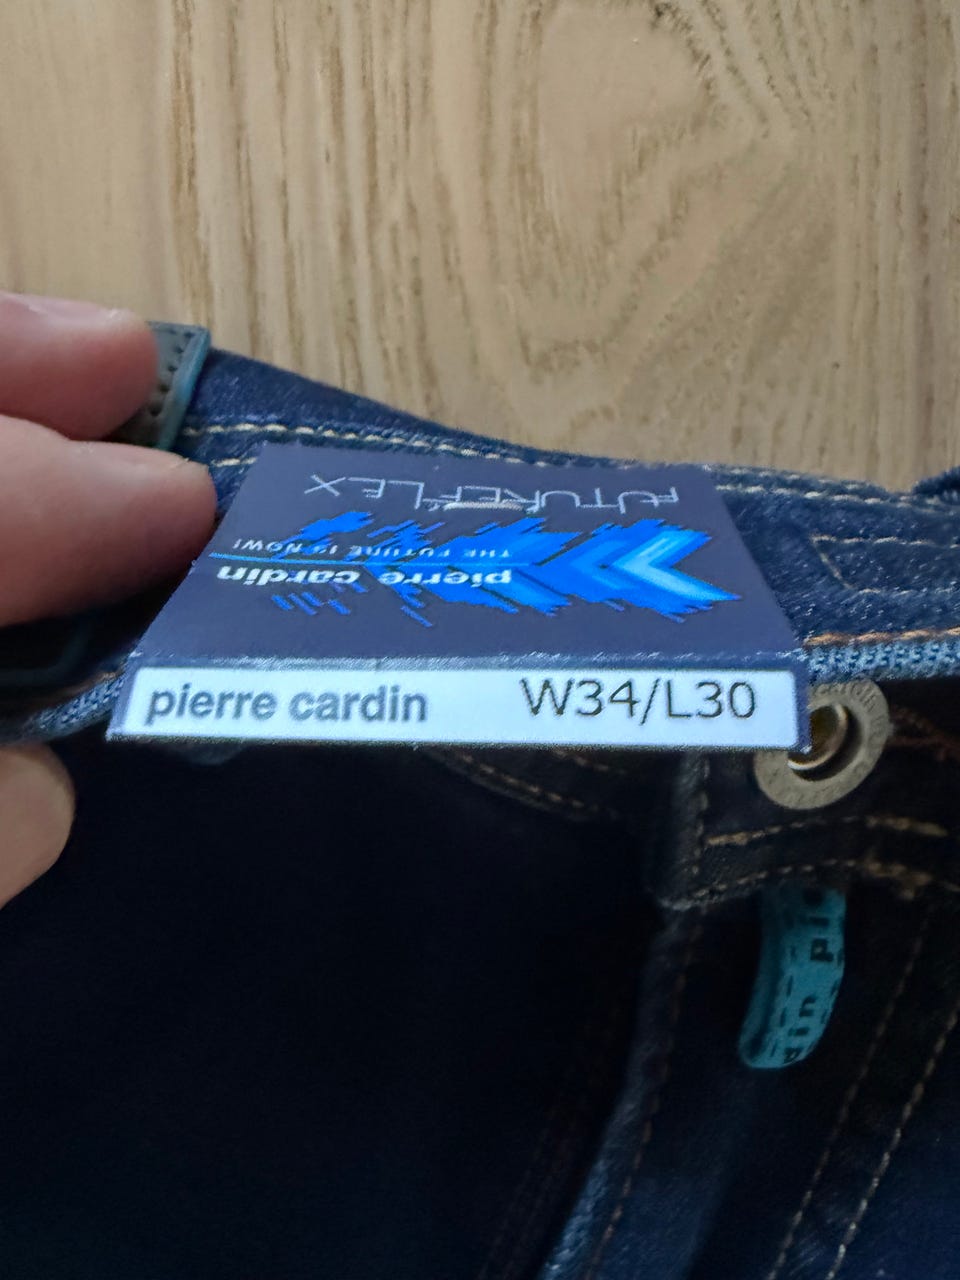 FUTUREFLEX
THE FUTURE IS NOW!
pierre cardin
pierre cardin W34/L30